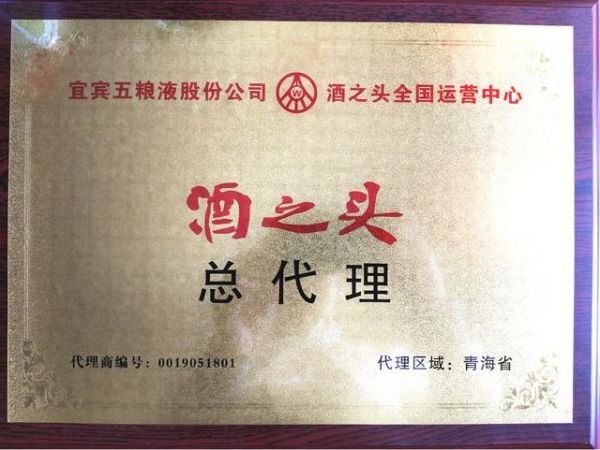 宜宾五粮液股份公司 W 酒之头全国运营中心
酒之头
总代理
代理商编号：0019051801 代理区域：青海省